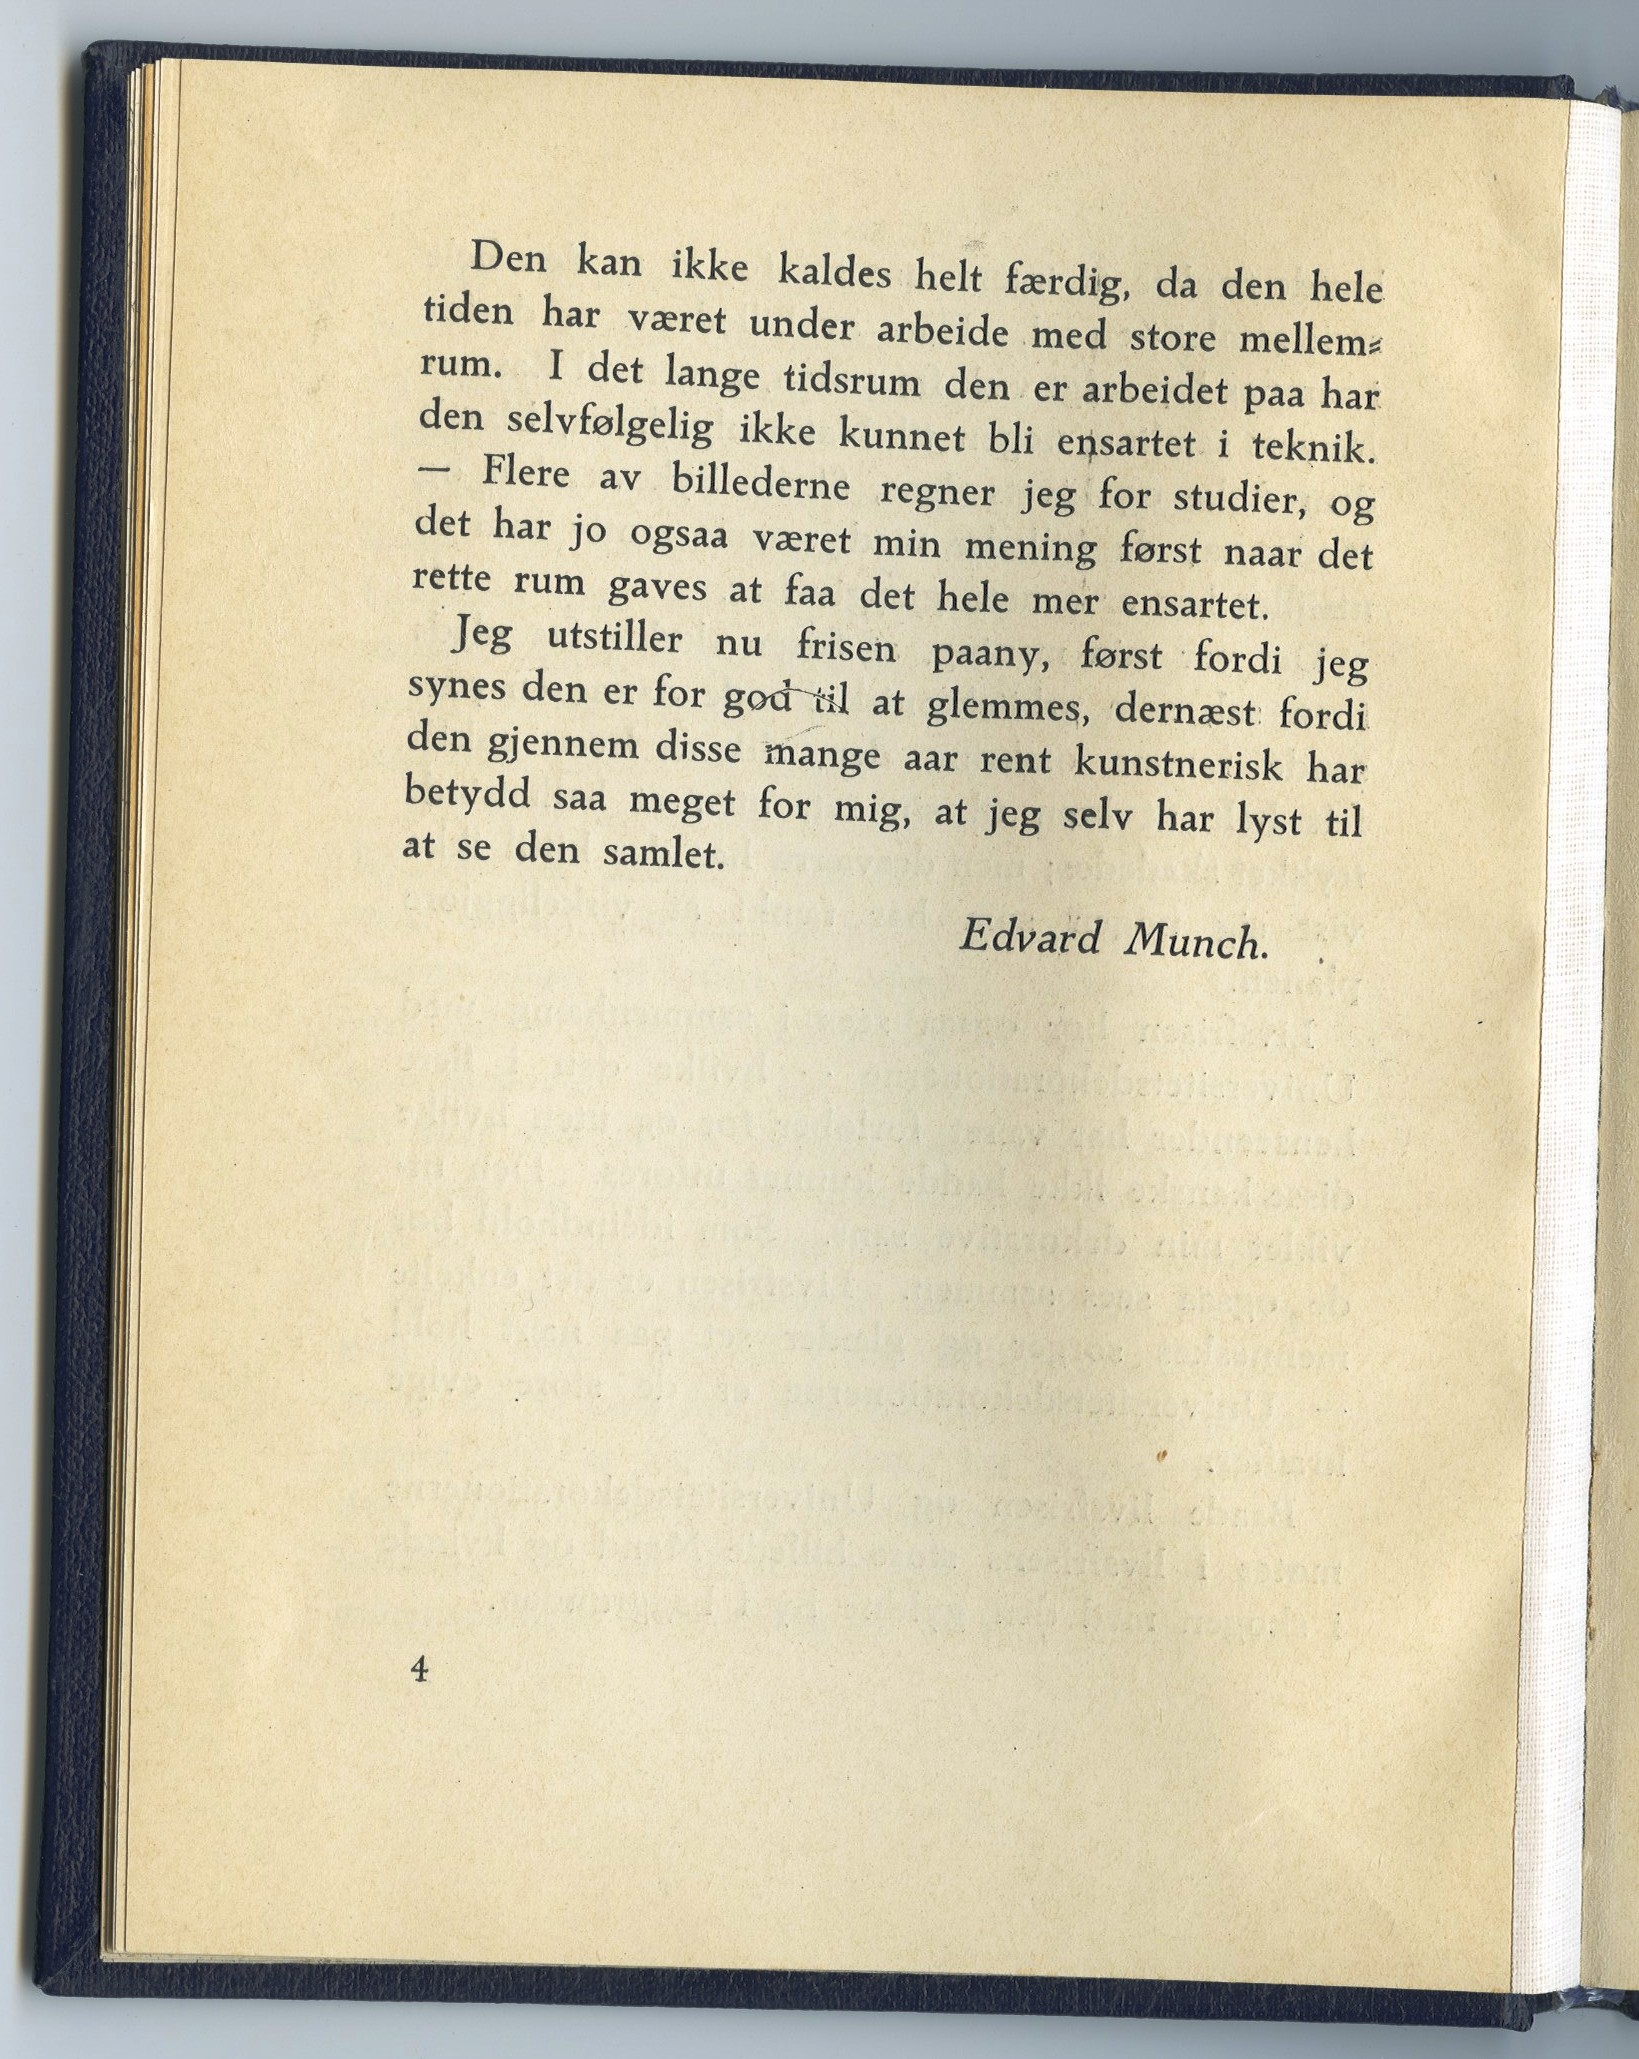 Den kan ikke kaldes helt færdig, da den hele
tiden har været under arbeide med store mellem-
rum. I det lange tidsrum den er arbeidet paa har
den selvfølgelig ikke kunnet bli ensartet i teknik.
— Flere av billederne regner jeg for studier, og
det har jo ogsaa været min mening først naar det
rette rum gaves at faa det hele mer ensartet.
Jeg utstiller nu frisen paany, først fordi jeg
synes den er for god til at glemmes, dernæst fordi
den gjennem disse mange aar rent kunstnerisk har
betydd saa meget for mig, at jeg selv har lyst til
at se den samlet.
Edvard Munch.
4